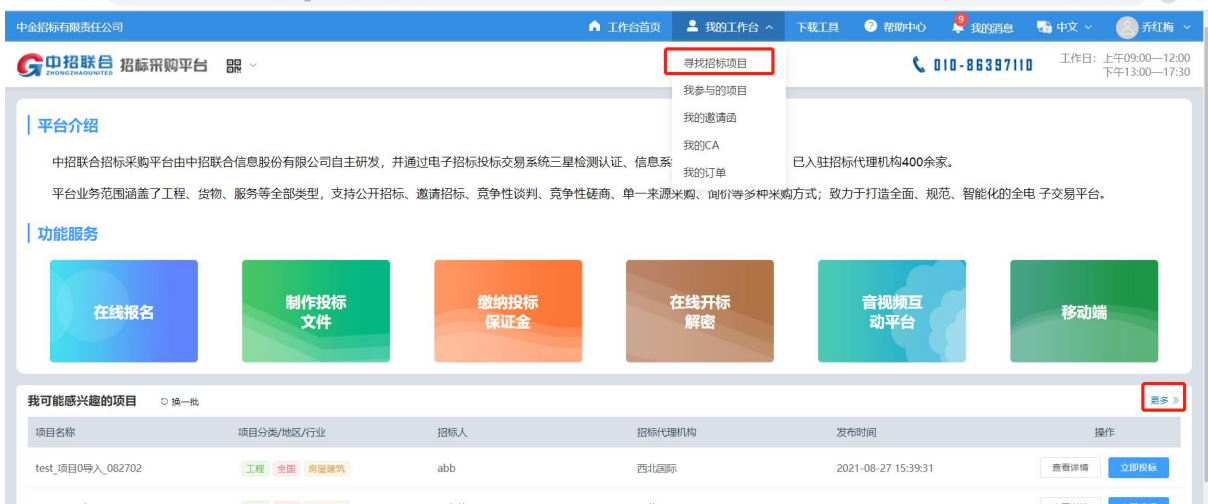 中金招标有限责任公司 工作台首页 我的工作台 下载工具 帮助中心 9 我的消息 中文 乔红梅
中招联合 ZHONGZHAOUNITED 招标采购平台 010-86397110 工作日: 上午09:00—12:00
下午13:00—17:30
寻找招标项目
我参与的项目
我的邀请函
我的CA
我的订单
平台介绍
中招联合招标采购平台由中招联合信息股份有限公司自主研发，并通过电子招标投标交易系统三星检测认证、信息系 已入驻招标代理机构400余家。
平台业务范围涵盖了工程、货物、服务等全部类型，支持公开招标、邀请招标、竞争性谈判、竞争性磋商、单一来源采购、询价等多种采购方式；致力于打造全面、规范、智能化的全电 子交易平台。
功能服务
在线报名
制作投标
文件
缴纳投标
保证金
在线开标
解密
音视频互
动平台
移动端
我可能感兴趣的项目 换一批 更多
项目名称 项目分类/地区/行业 招标人 招标代理机构 发布时间 操作
test_项目0导入_082702 工程 全国 房屋建筑 abb 西北国际 2021-08-27 15:39:31 查看详情 立即投标